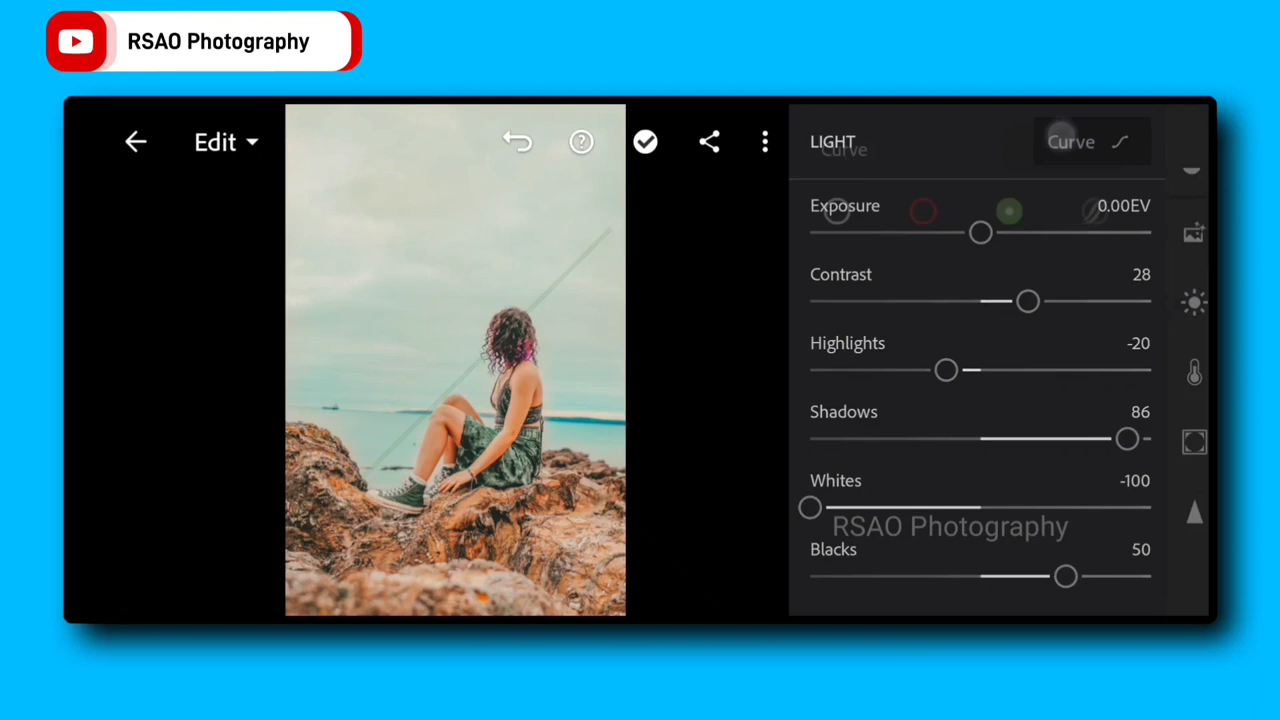 RSAO Photography
Edit
LIGHT
Curve
Curve
Exposure 0.00EV
Contrast 28
Highlights -20
Shadows 86
Whites -100
RSAO Photography
Blacks 50